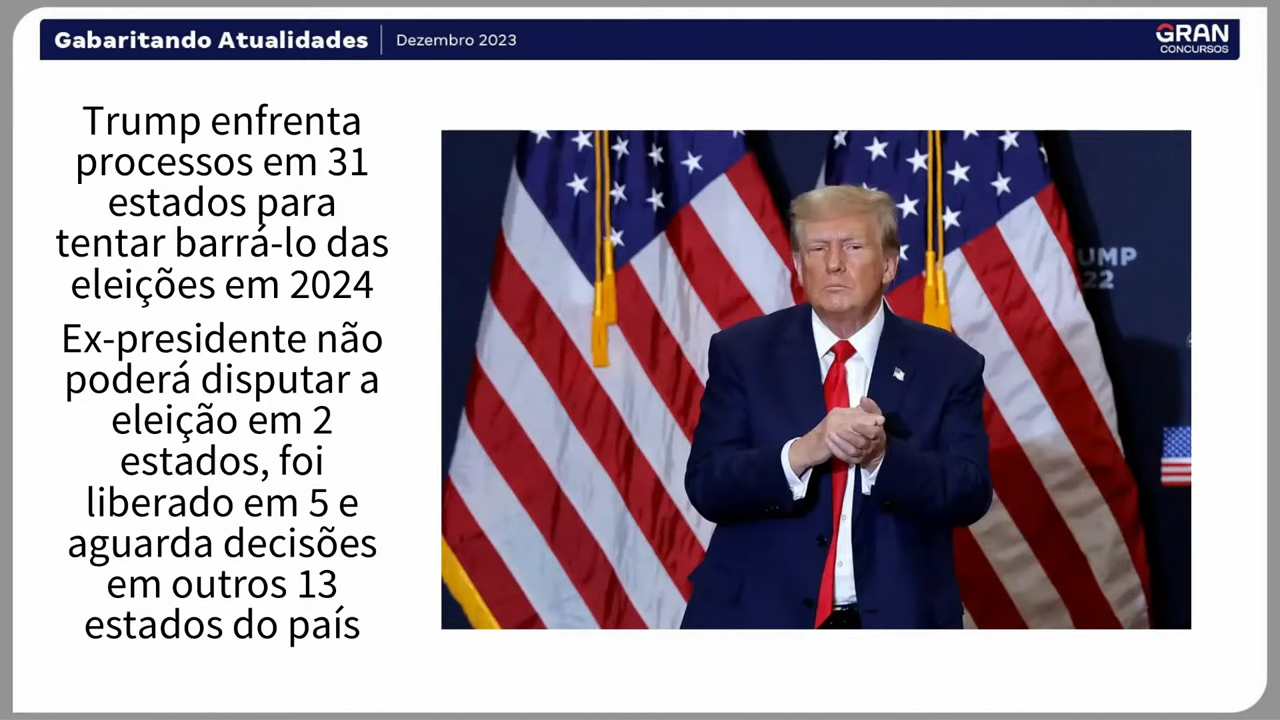 Gabaritando Atualidades
Dezembro 2023
GRAN
CONCURSOS
Trump enfrenta
processos em 31
estados para
tentar barrá-lo das
eleições em 2024
Ex-presidente não
poderá disputar a
eleição em 2
estados, foi
liberado em 5 e
aguarda decisões
em outros 13
estados do país
UMP
22